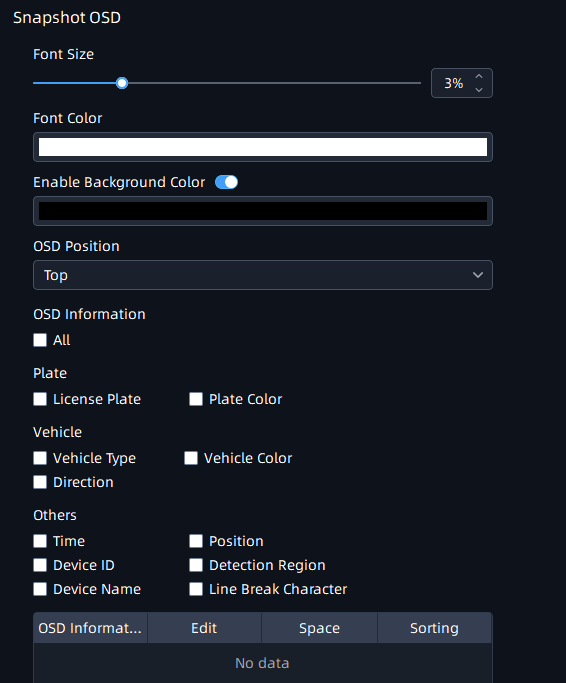 Snapshot OSD
Font Size
3%
Font Color
Enable Background Color
OSD Position
Top
OSD Information
All
Plate
License Plate Plate Color
Vehicle
Vehicle Type Vehicle Color
Direction
Others
Time Position
Device ID Detection Region
Device Name Line Break Character
OSD Informat... Edit Space Sorting
No data